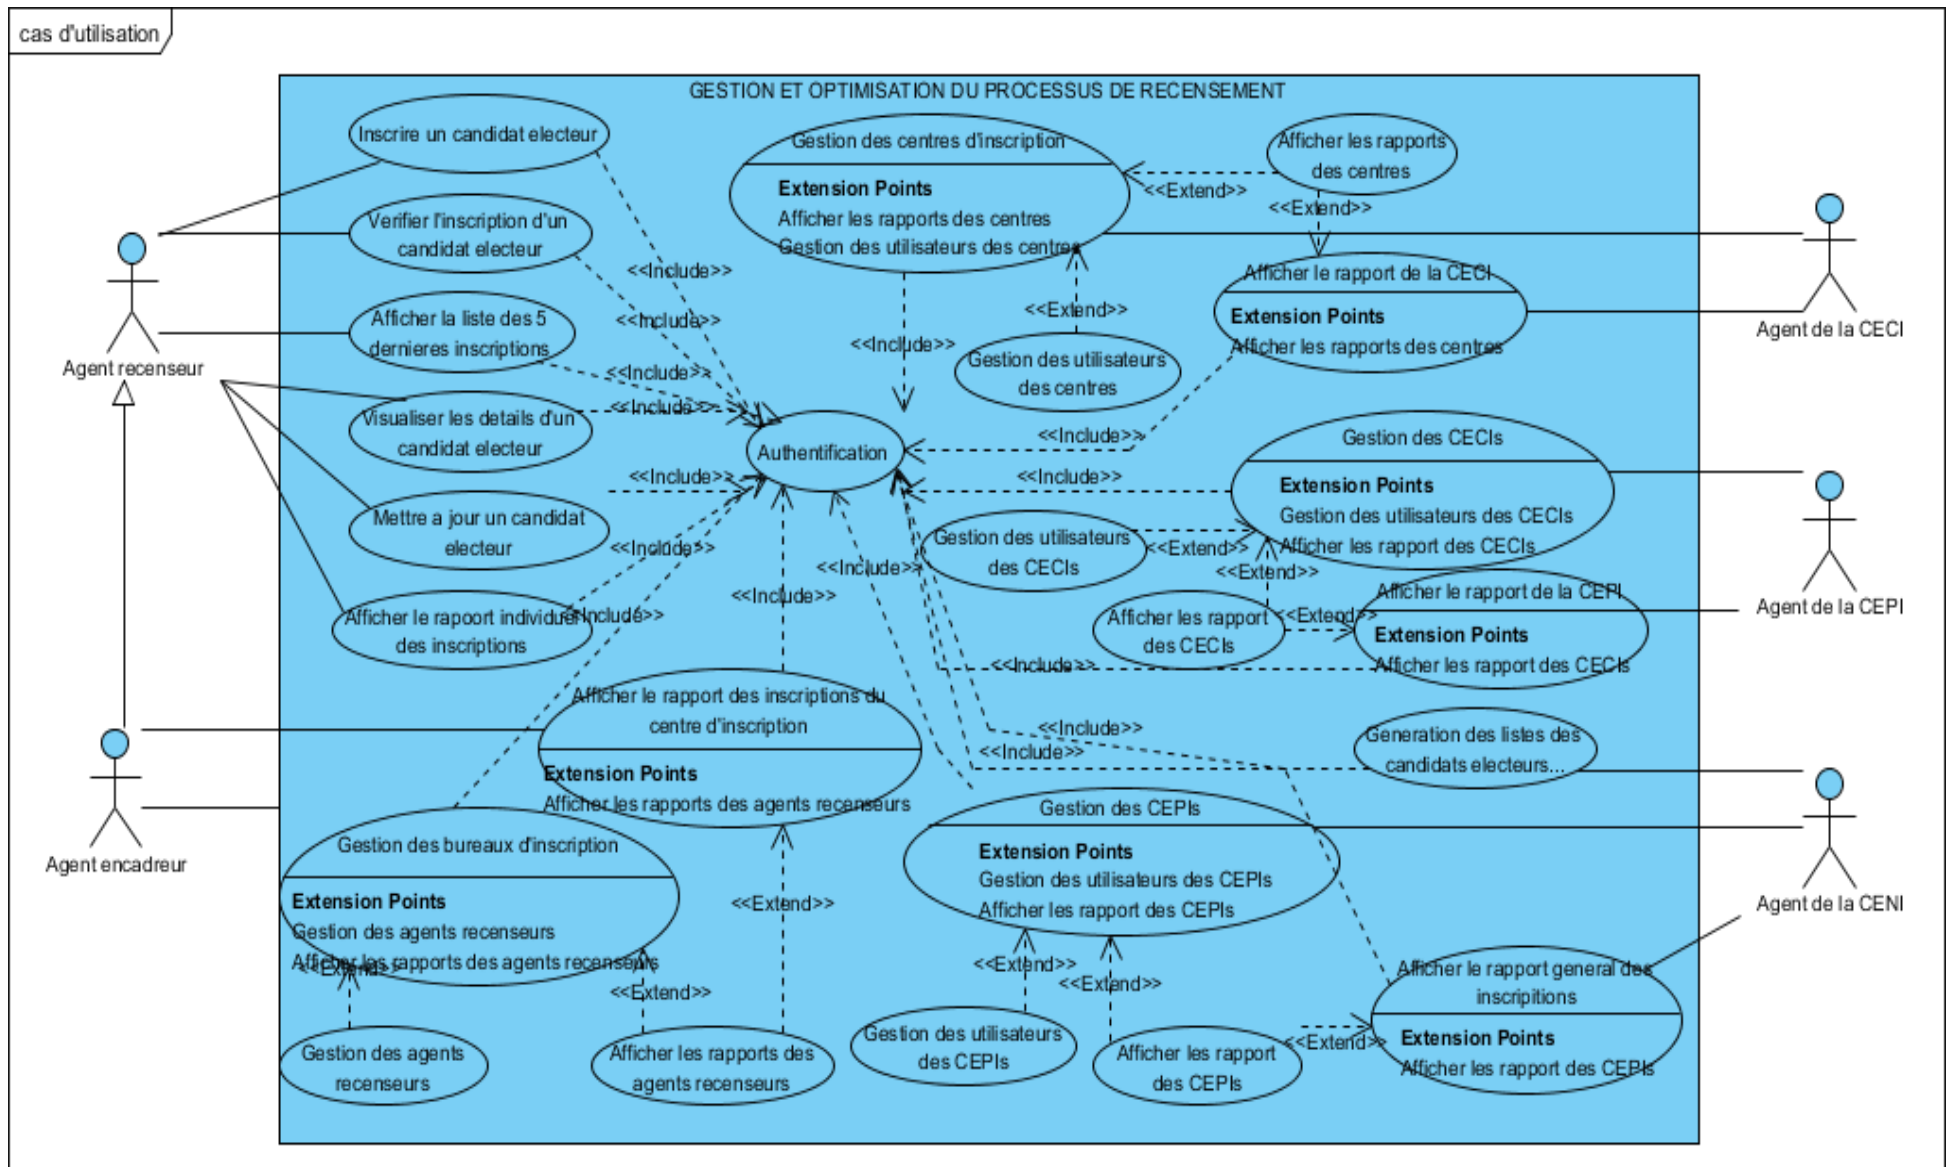 cas d'utilisation
GESTION ET OPTIMISATION DU PROCESSUS DE RECENSEMENT
Inscrire un candidat electeur
Verifier l'inscription d'un
candidat electeur
Afficher la liste des 5
dernieres inscriptions
Visualiser les details d'un
candidat electeur
Mettre a jour un candidat
electeur
Afficher le rapoort individuel
des inscriptions
Agent recenseur
Agent encadreur
<<Include>>
<<Include>>
<<Include>>
<<Include>>
<<Include>>
<<Include>>
<<Include>>
<<Include>>
<<Include>>
Authentification
Gestion des centres d'inscription
Extension Points
Afficher les rapports des centres
Gestion des utilisateurs des centres
<<Include>>
<<Extend>>
<<Extend>>
<<Extend>>
Afficher les rapports
des centres
Gestion des utilisateurs
des centres
Afficher le rapport de la CECI
Extension Points
Afficher les rapports des centres
<<Include>>
Agent de la CECI
Gestion des CECIs
Extension Points
Gestion des utilisateurs des CECIs
Afficher les rapport des CECIs
<<Include>>
Gestion des utilisateurs
des CECIs
<<Extend>>
<<Extend>>
Afficher les rapport
des CECIs
<<Extend>>
Afficher le rapport de la CEPI
Extension Points
Afficher les rapport des CECIs
<<Include>>
Agent de la CEPI
<<Include>>
<<Include>>
Generation des listes des
candidats electeurs...
Agent de la CENI
Afficher le rapport des inscriptions du
centre d'inscription
Extension Points
Afficher les rapports des agents recenseurs
Gestion des bureaux d'inscription
Extension Points
Gestion des agents recenseurs
Afficher les rapports des agents recenseurs
<<Extend>>
<<Extend>>
<<Extend>>
Gestion des agents
recenseurs
Afficher les rapports des
agents recenseurs
Gestion des CEPIs
Extension Points
Gestion des utilisateurs des CEPIs
Afficher les rapport des CEPIs
<<Extend>>
<<Extend>>
Gestion des utilisateurs
des CEPIs
Afficher les rapport
des CEPIs
<<Extend>>
Afficher le rapport general des
inscripitions
Extension Points
Afficher les rapport des CEPIs